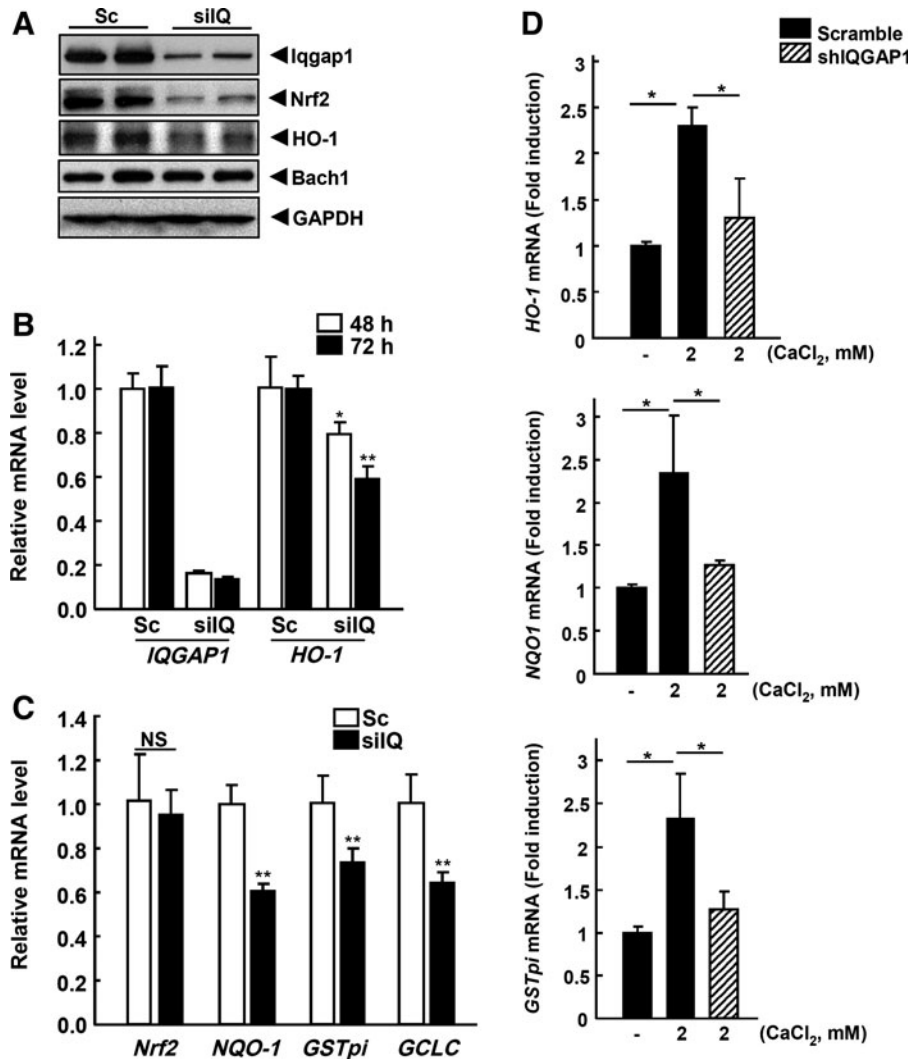 A
Sc siIQ
Iqgap1
Nrf2
HO-1
Bach1
GAPDH
B
48 h
72 h
Relative mRNA level
1.2
1.0
0.8
0.6
0.4
0.2
0.0
* **
Sc siIQ Sc siIQ
IQGAP1 HO-1
C
Sc
siIQ
Relative mRNA level
1.4
1.2
1.0
0.8
0.6
0.4
0.2
0.0
NS ** ** **
Nrf2 NQO-1 GSTpi GCLC
D
Scramble
shIQGAP1
HO-1 mRNA (Fold induction)
3
2.5
2
1.5
1
0.5
0
* *
- 2 2 (CaCl₂, mM)
NQO1 mRNA (Fold induction)
3
2.5
2
1.5
1
0.5
0
* *
- 2 2 (CaCl₂, mM)
GSTpi mRNA (Fold induction)
3
2.5
2
1.5
1
0.5
0
* *
- 2 2 (CaCl₂, mM)